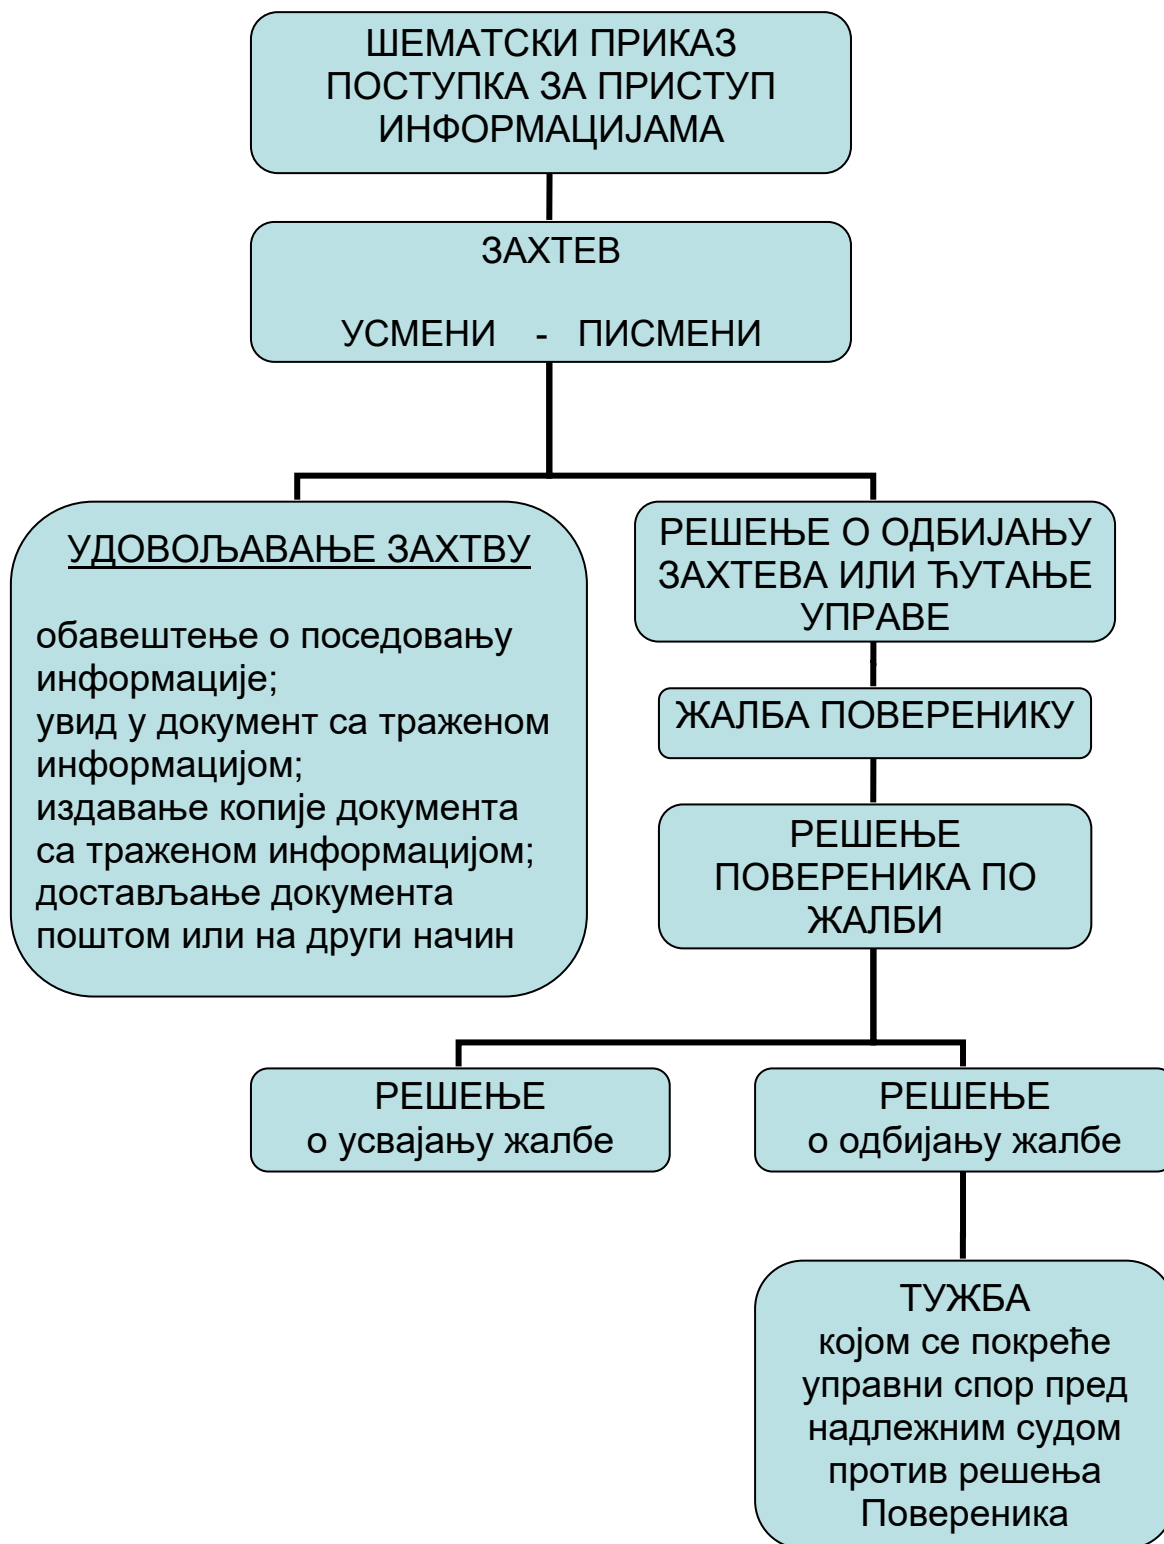 ШЕМАТСКИ ПРИКАЗ
ПОСТУПКА ЗА ПРИСТУП
ИНФОРМАЦИЈАМА
ЗАХТЕВ
УСМЕНИ - ПИСМЕНИ
УДОВОЉАВАЊЕ ЗАХТВУ
обавештење о поседовању
информације;
увид у документ са траженом
информацијом;
издавање копије документа
са траженом информацијом;
достављање документа
поштом или на други начин
РЕШЕЊЕ О ОДБИЈАЊУ
ЗАХТЕВА ИЛИ ЋУТАЊЕ
УПРАВЕ
ЖАЛБА ПОВЕРЕНИКУ
РЕШЕЊЕ
ПОВЕРЕНИКА ПО
ЖАЛБИ
РЕШЕЊЕ
о усвајању жалбе
РЕШЕЊЕ
о одбијању жалбе
ТУЖБА
којом се покреће
управни спор пред
надлежним судом
против решења
Повереника